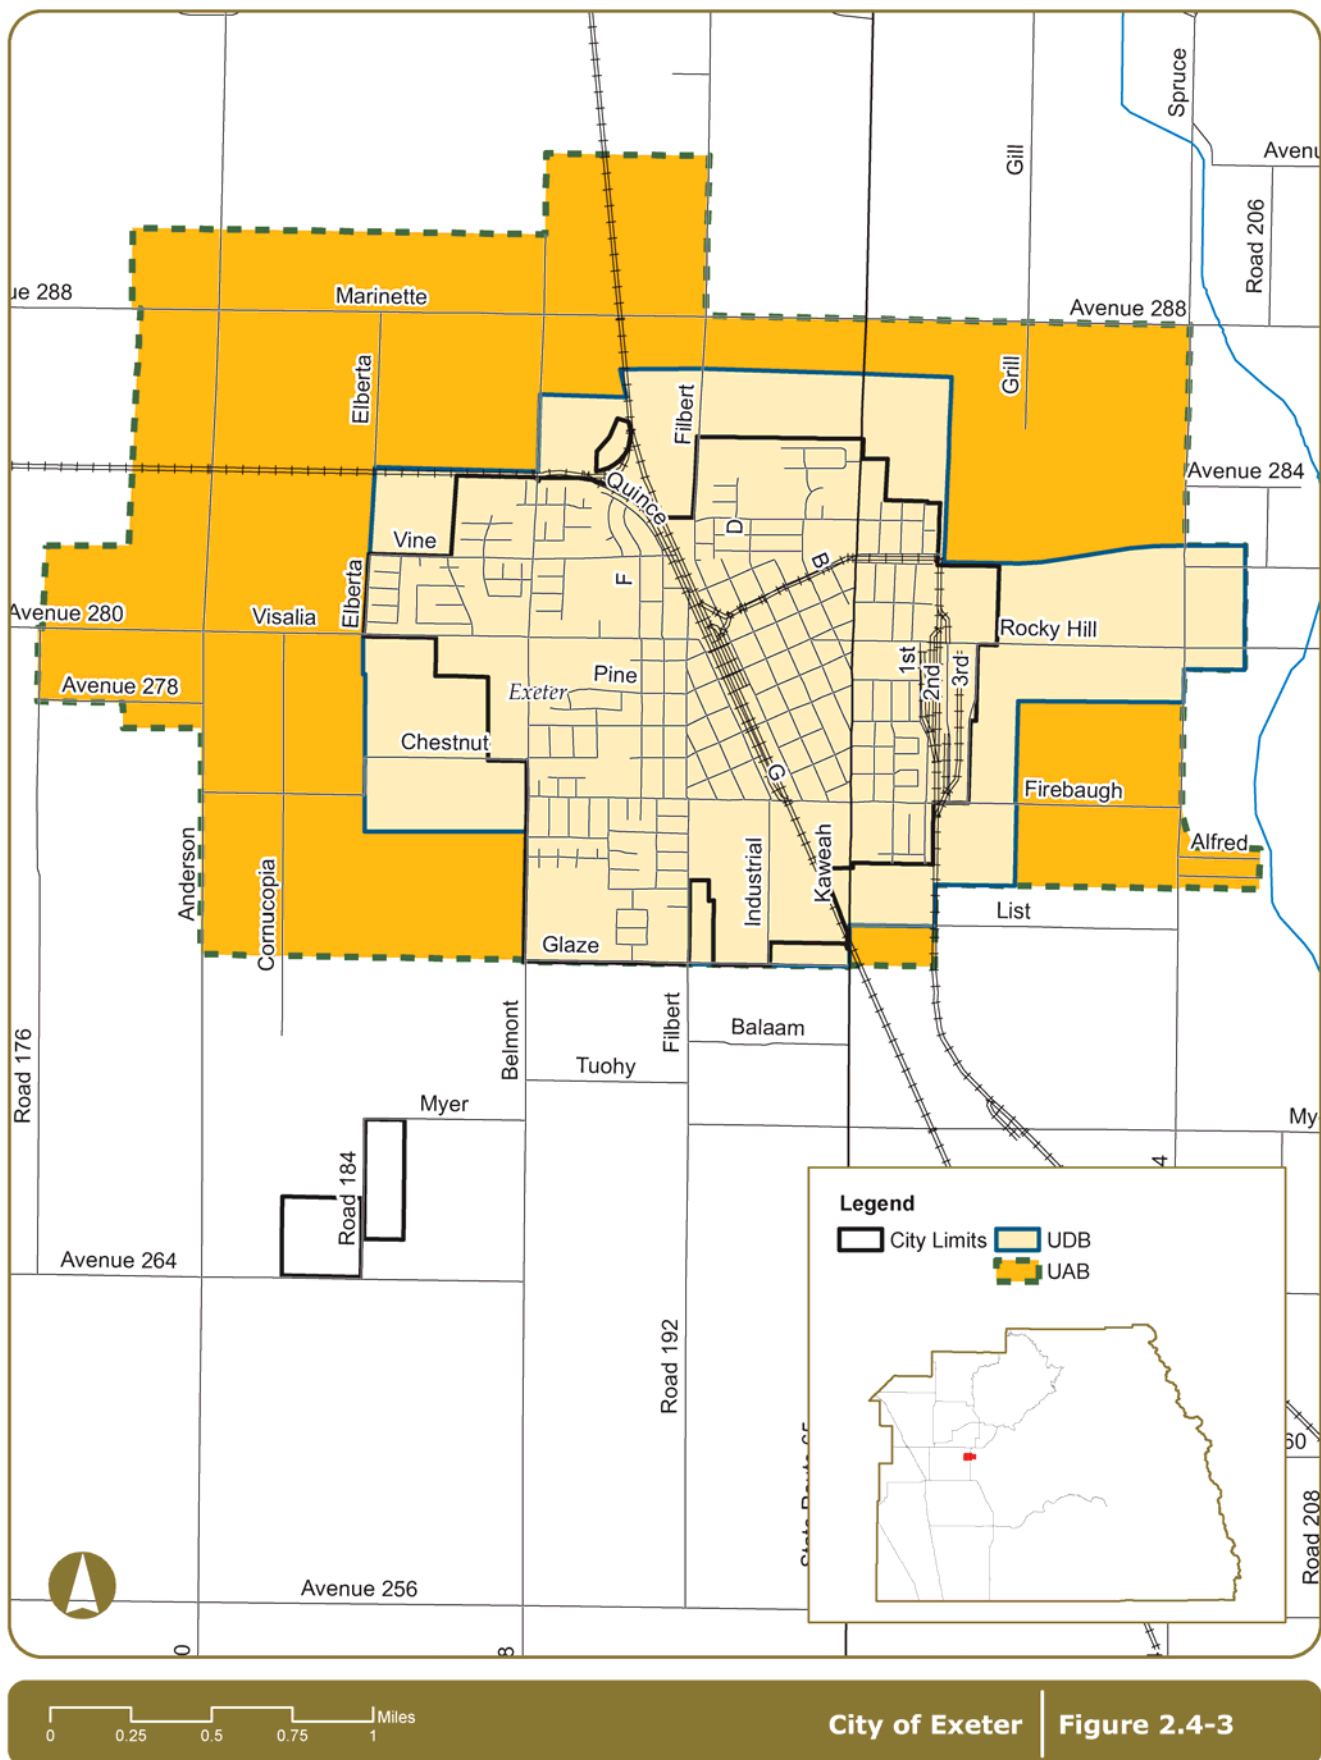 Spruce
Avenu
Gill
Road 206
ue 288
Marinette
Avenue 288
Elberta
Grill
Filbert
Avenue 284
Quince
D
Vine
B
F
Elberta
Avenue 280
Visalia
Rocky Hill
1st
2nd
3rd
Pine
Exeter
Avenue 278
Chestnut
G
Firebaugh
Anderson
Cornucopia
Industrial
Kaweah
Alfred
List
Glaze
Road 176
Belmont
Filbert
Balaam
Tuohy
Myer
My
Road 184
4
Avenue 264
Legend
City Limits
UDB
UAB
Road 192
60
Road 208
Avenue 256
0
8
0
0.25
0.5
0.75
1
Miles
City of Exeter
Figure 2.4-3